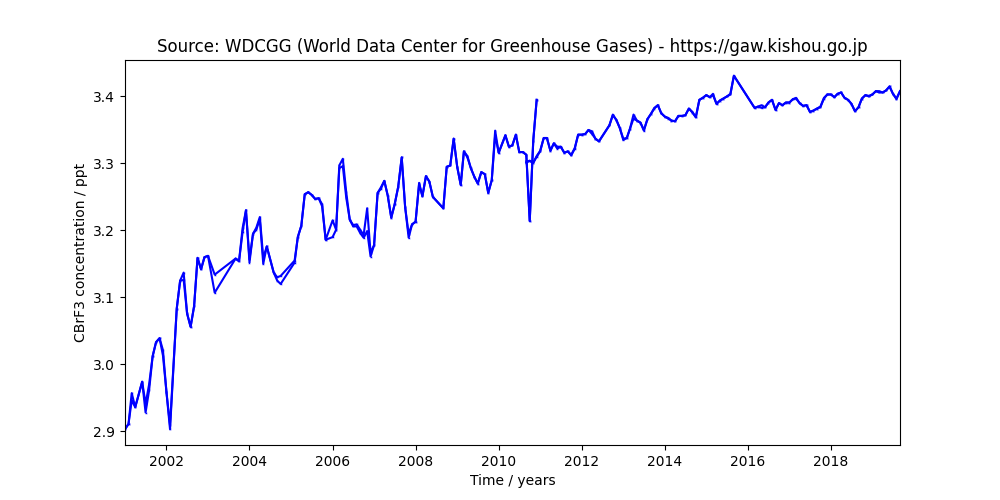 Source: WDCGG (World Data Center for Greenhouse Gases) - https://gaw.kishou.go.jp
CBrF3 concentration / ppt
3.4
3.3
3.2
3.1
3.0
2.9
2002 2004 2006 2008 2010 2012 2014 2016 2018
Time / years